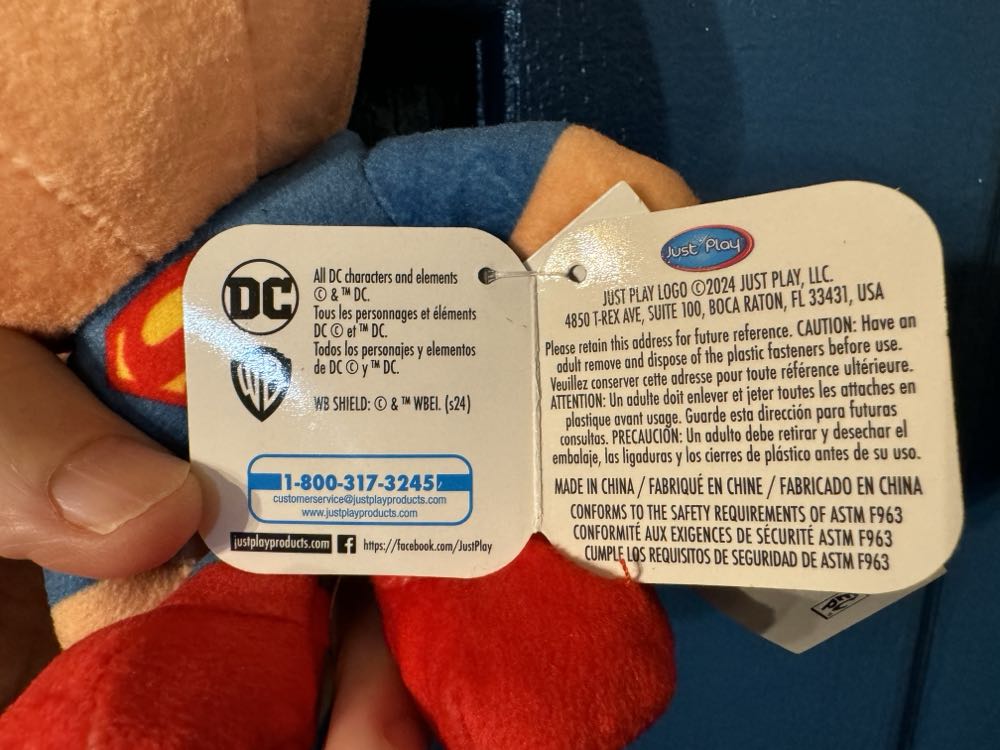 DC
All DC characters and elements
© & ™ DC.
Tous les personnages et éléments
DC © et ™ DC.
Todos los personajes y elementos
de DC © y ™ DC.
WB
WB SHIELD: © & ™ WBEI. (s24)
1-800-317-3245
customerservice@justplayproducts.com
www.justplayproducts.com
justplayproducts.com f https://facebook.com/JustPlay
Just Play
JUST PLAY LOGO ©2024 JUST PLAY, LLC.
4850 T-REX AVE, SUITE 100, BOCA RATON, FL 33431, USA
Please retain this address for future reference. CAUTION: Have an
adult remove and dispose of the plastic fasteners before use.
Veuillez conserver cette adresse pour toute référence ultérieure.
ATTENTION: Un adulte doit enlever et jeter toutes les attaches en
plastique avant usage. Guarde esta dirección para futuras
consultas. PRECAUCIÓN: Un adulto debe retirar y desechar el
embalaje, las ligaduras y los cierres de plástico antes de su uso.
MADE IN CHINA / FABRIQUÉ EN CHINE / FABRICADO EN CHINA
CONFORMS TO THE SAFETY REQUIREMENTS OF ASTM F963
CONFORMITÉ AUX EXIGENCES DE SÉCURITÉ ASTM F963
CUMPLE LOS REQUISITOS DE SEGURIDAD DE ASTM F963